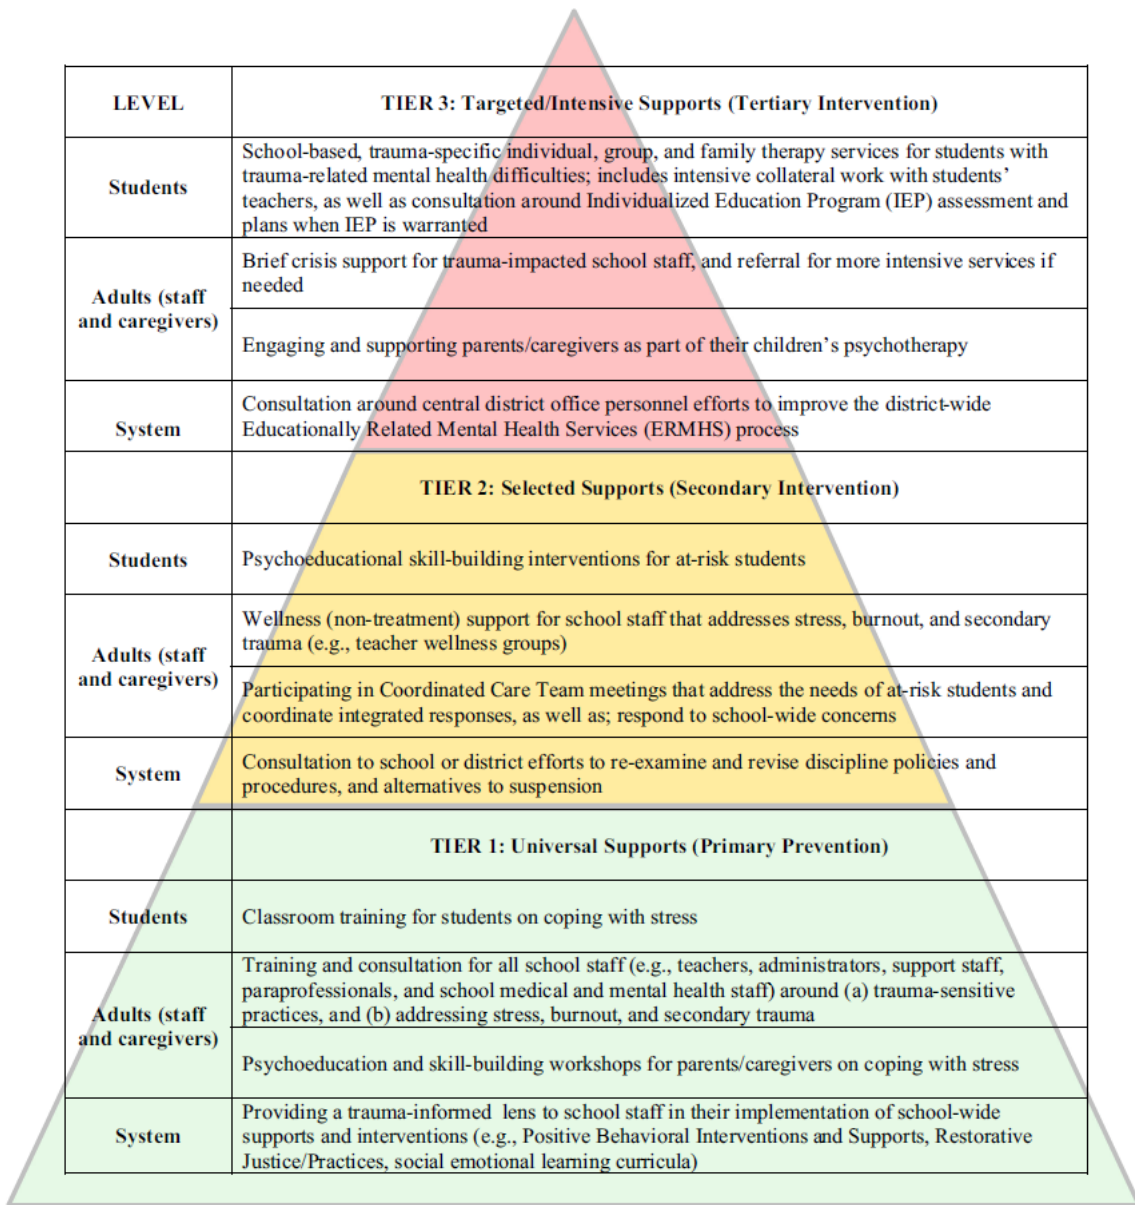 LEVEL
TIER 3: Targeted/Intensive Supports (Tertiary Intervention)
Students
School-based, trauma-specific individual, group, and family therapy services for students with
trauma-related mental health difficulties; includes intensive collateral work with students’
teachers, as well as consultation around Individualized Education Program (IEP) assessment and
plans when IEP is warranted
Adults (staff
and caregivers)
Brief crisis support for trauma-impacted school staff, and referral for more intensive services if
needed
Engaging and supporting parents/caregivers as part of their children’s psychotherapy
System
Consultation around central district office personnel efforts to improve the district-wide
Educationally Related Mental Health Services (ERMHS) process
TIER 2: Selected Supports (Secondary Intervention)
Students
Psychoeducational skill-building interventions for at-risk students
Adults (staff
and caregivers)
Wellness (non-treatment) support for school staff that addresses stress, burnout, and secondary
trauma (e.g., teacher wellness groups)
Participating in Coordinated Care Team meetings that address the needs of at-risk students and
coordinate integrated responses, as well as; respond to school-wide concerns
System
Consultation to school or district efforts to re-examine and revise discipline policies and
procedures, and alternatives to suspension
TIER 1: Universal Supports (Primary Prevention)
Students
Classroom training for students on coping with stress
Adults (staff
and caregivers)
Training and consultation for all school staff (e.g., teachers, administrators, support staff,
paraprofessionals, and school medical and mental health staff) around (a) trauma-sensitive
practices, and (b) addressing stress, burnout, and secondary trauma
Psychoeducation and skill-building workshops for parents/caregivers on coping with stress
System
Providing a trauma-informed lens to school staff in their implementation of school-wide
supports and interventions (e.g., Positive Behavioral Interventions and Supports, Restorative
Justice/Practices, social emotional learning curricula)